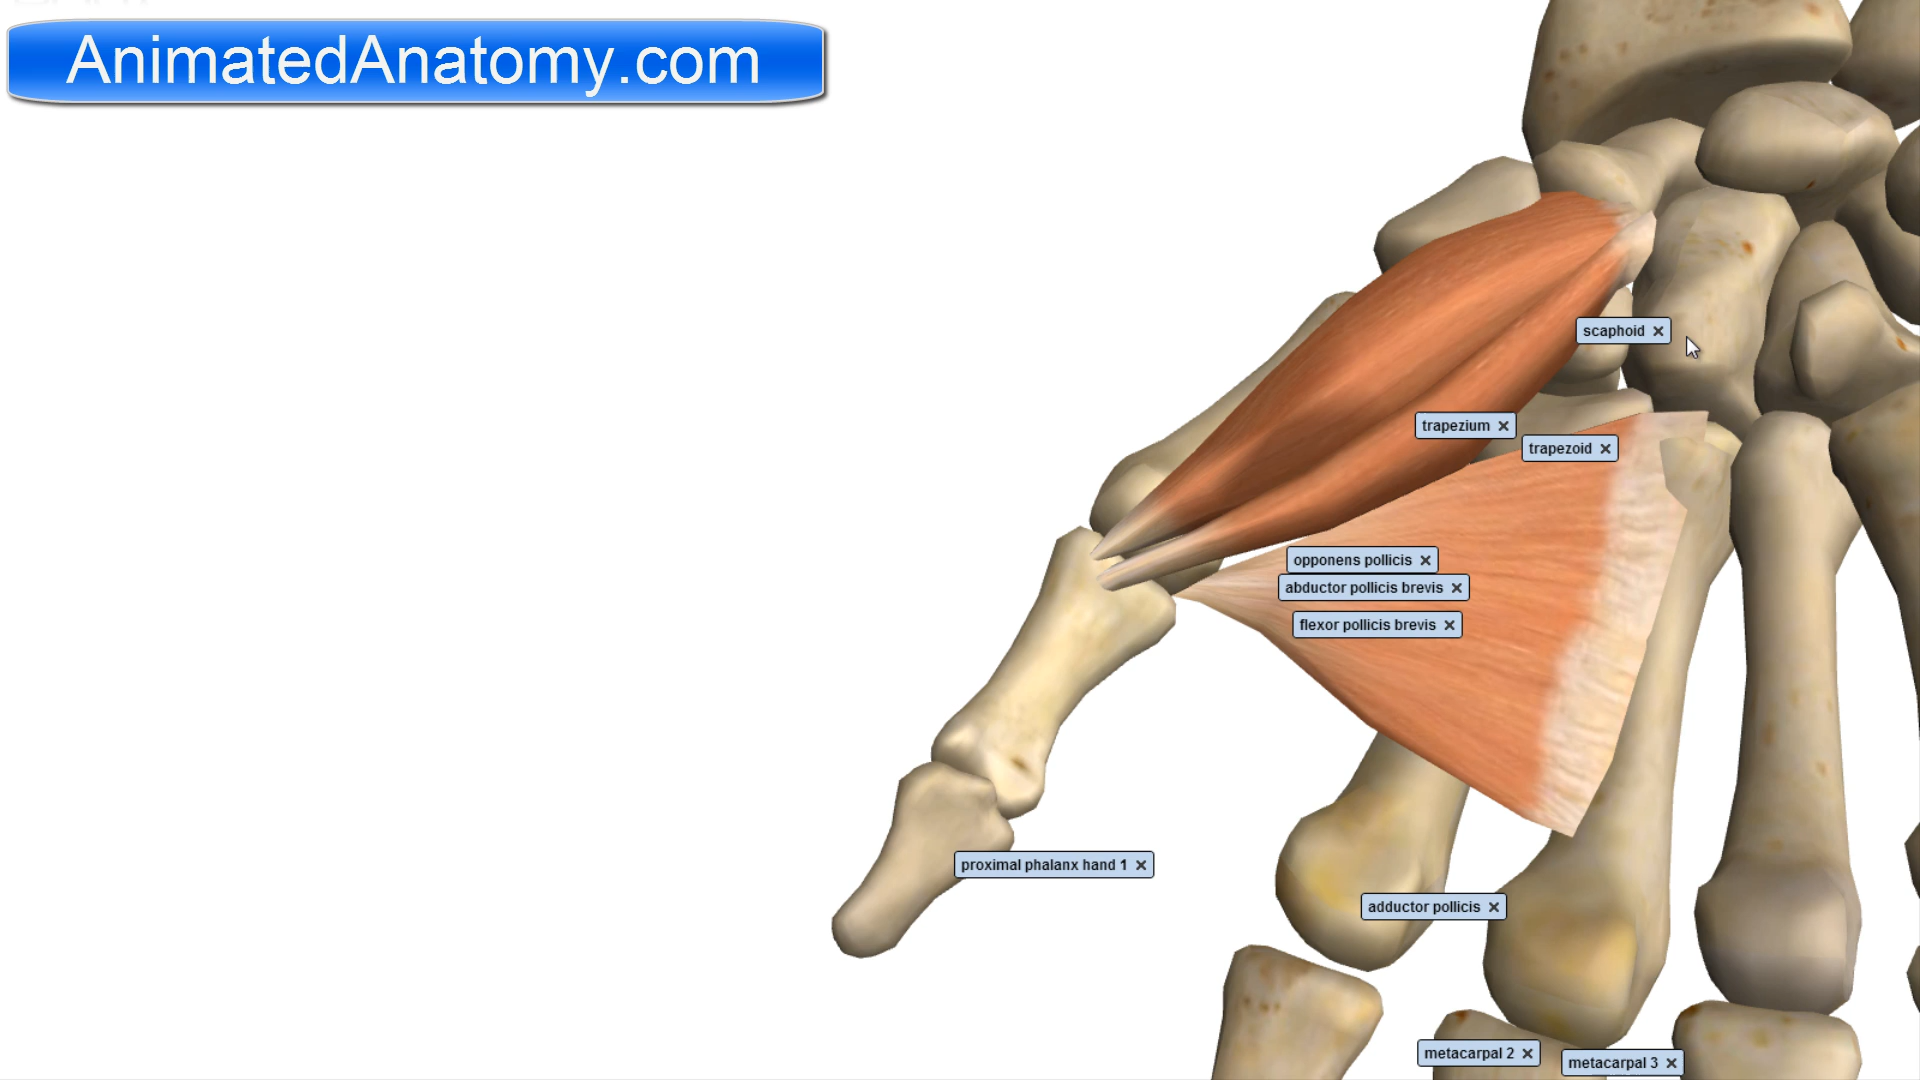 AnimatedAnatomy.com
scaphoid
trapezium
trapezoid
opponens pollicis
abductor pollicis brevis
flexor pollicis brevis
proximal phalanx hand 1
adductor pollicis
metacarpal 2
metacarpal 3